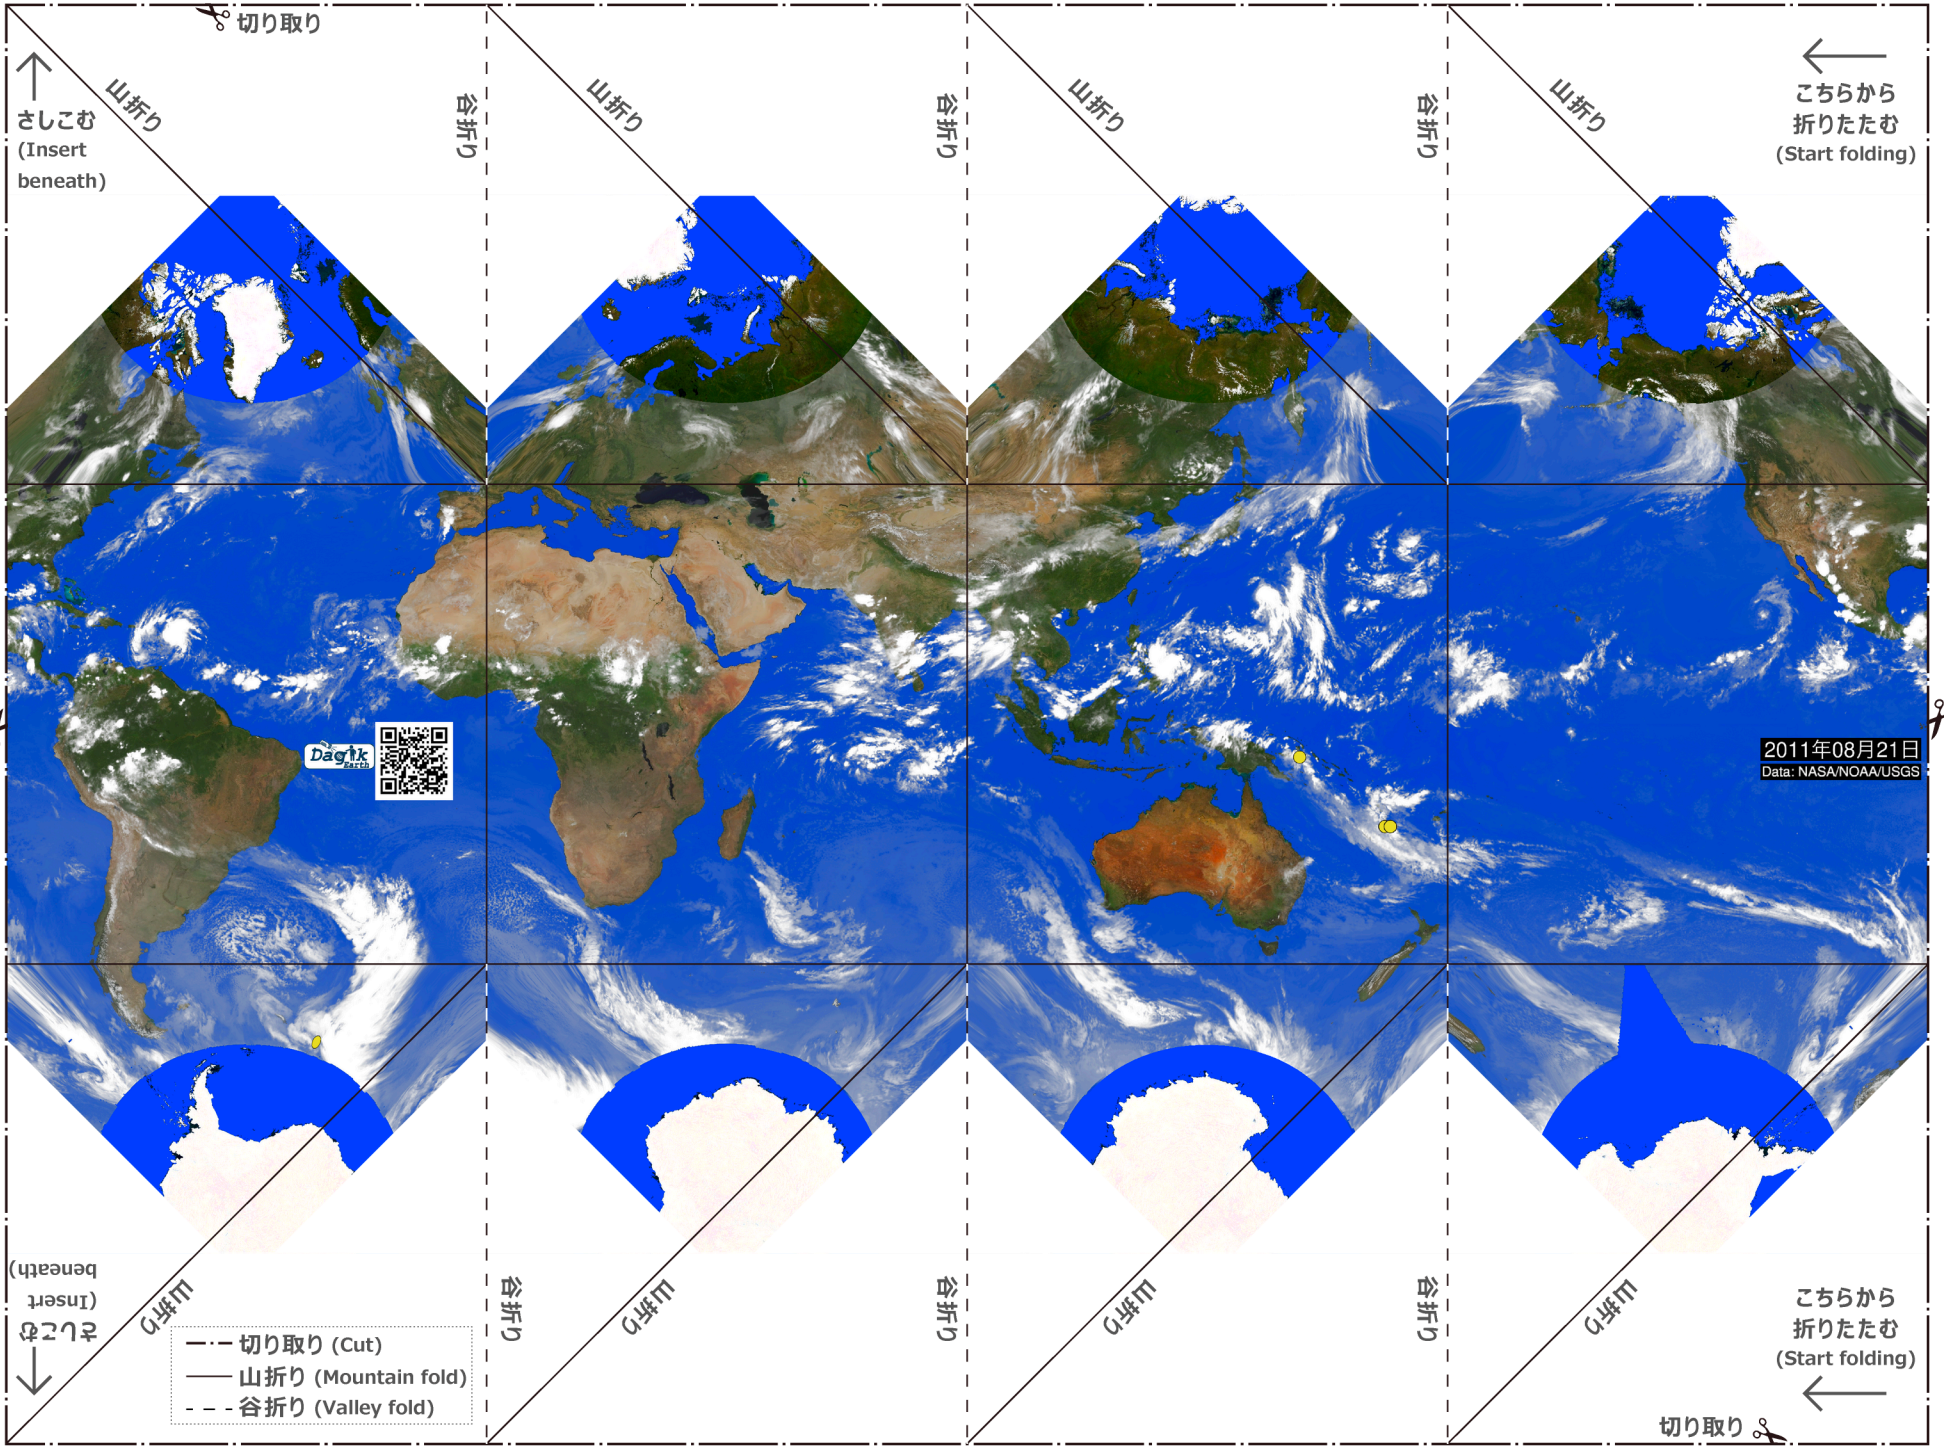 切り取り
さしこむ
(Insert
beneath)
山折り
谷折り
山折り
谷折り
山折り
谷折り
山折り
こちらから
折りたたむ
(Start folding)
Dagik
Earth
2011年08月21日
Data: NASA/NOAA/USGS
さしこむ
(Insert
beneath)
山折り
谷折り
山折り
谷折り
山折り
谷折り
山折り
こちらから
折りたたむ
(Start folding)
切り取り (Cut)
山折り (Mountain fold)
谷折り (Valley fold)
切り取り